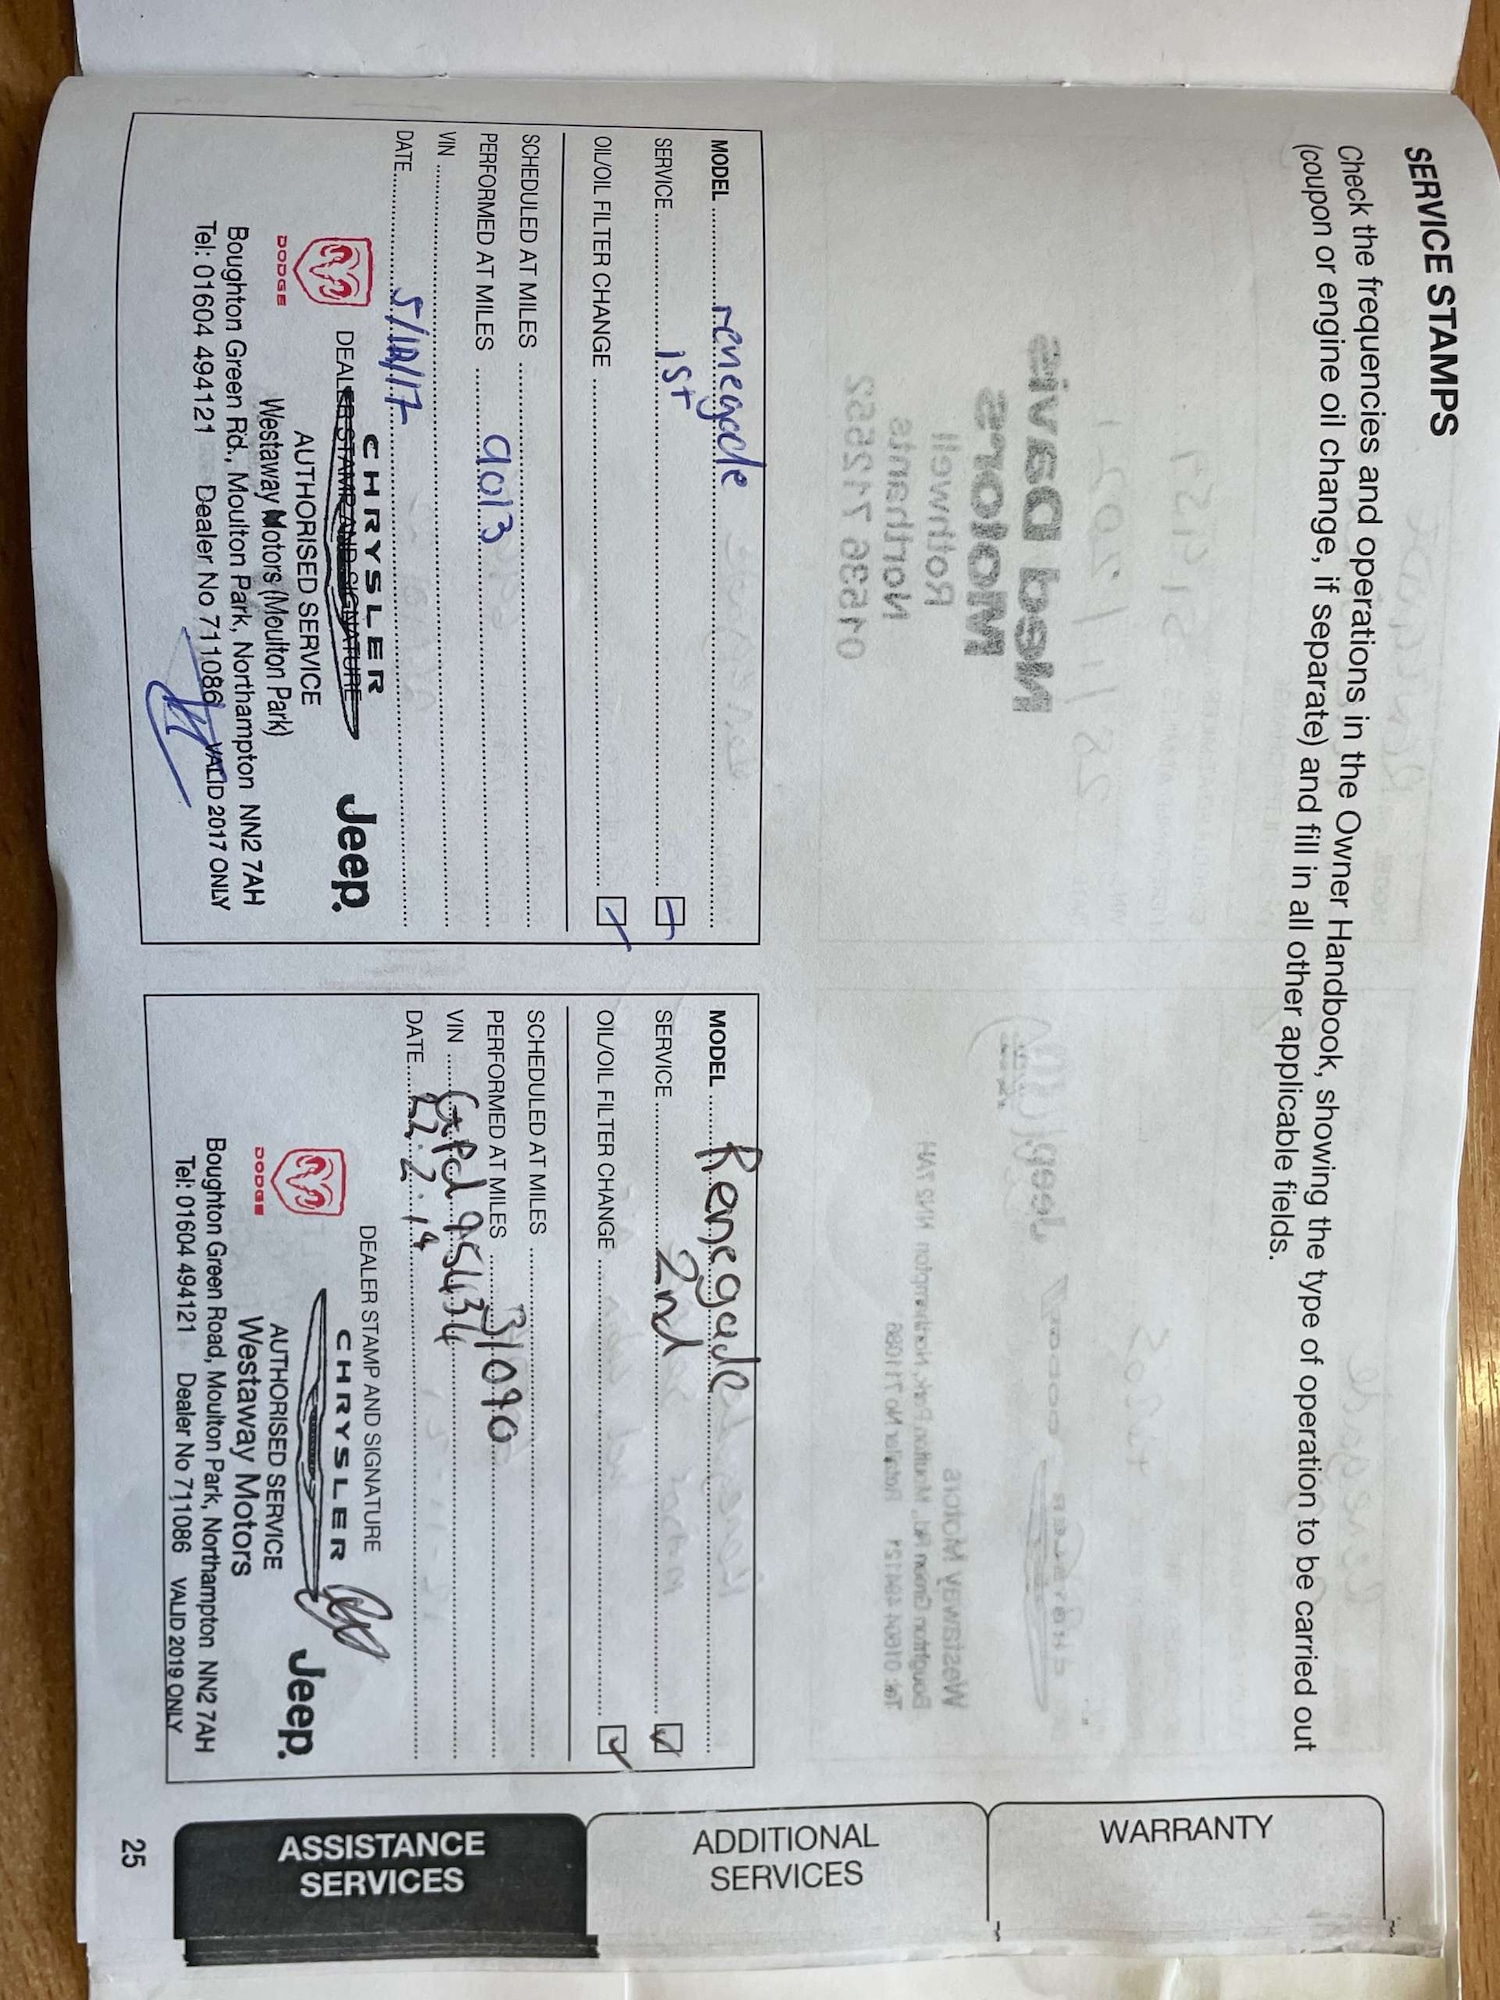 SERVICE STAMPS
Check the frequencies and operations in the Owner Handbook, showing the type of operation to be carried out
(coupon or engine oil change, if separate) and fill in all other applicable fields.
MODEL renegade
SERVICE 1st
OIL/OIL FILTER CHANGE
SCHEDULED AT MILES
PERFORMED AT MILES 9013
VIN
DATE 5/12/17
DEALER STAMP AND SIGNATURE
DODGE
CHRYSLER
Jeep
AUTHORISED SERVICE
Westaway Motors (Moulton Park)
Boughton Green Rd., Moulton Park, Northampton NN2 7AH
Tel: 01604 494121 Dealer No 711086 VALID 2017 ONLY
MODEL Renegade
SERVICE 2nd
OIL/OIL FILTER CHANGE
SCHEDULED AT MILES
PERFORMED AT MILES 31090
VIN
DATE 22.2.19
DEALER STAMP AND SIGNATURE
DODGE
CHRYSLER
Jeep
AUTHORISED SERVICE
Westaway Motors
Boughton Green Road, Moulton Park, Northampton NN2 7AH
Tel: 01604 494121 Dealer No 711086 VALID 2019 ONLY
WARRANTY
ADDITIONAL
SERVICES
ASSISTANCE
SERVICES
25